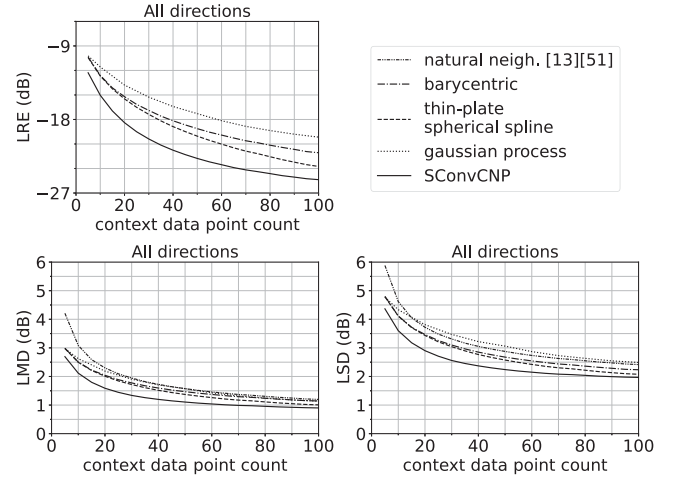 All directions
−9
−18
−27
LRE (dB)
0 20 40 60 80 100
context data point count
natural neigh. [13][51]
barycentric
thin-plate
spherical spline
gaussian process
SConvCNP
All directions
6
5
4
3
2
1
0
LMD (dB)
0 20 40 60 80 100
context data point count
All directions
6
5
4
3
2
1
0
LSD (dB)
0 20 40 60 80 100
context data point count